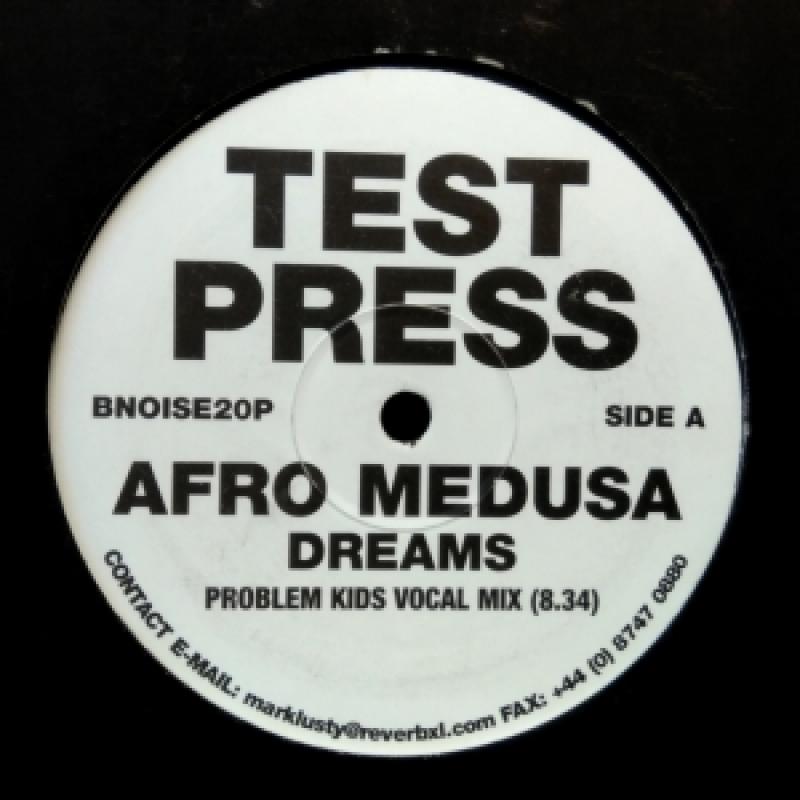 TEST
PRESS
BNOISE20P
SIDE A
AFRO MEDUSA
DREAMS
PROBLEM KIDS VOCAL MIX (8.34)
CONTACT E-MAIL: marklusty@reverbxl.com FAX: +44 (0) 8747 0880